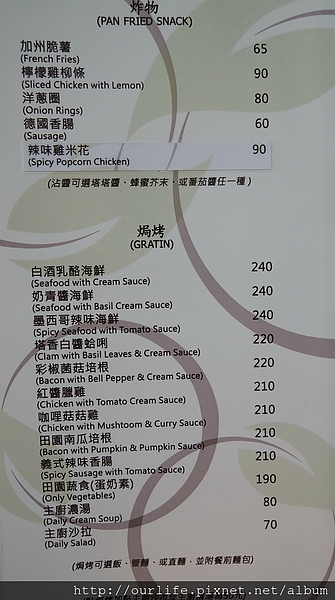 炸物
(PAN FRIED SNACK)
加州脆薯 65
(French Fries)
檸檬雞柳條 90
(Sliced Chicken with Lemon)
洋蔥圈 80
(Onion Rings)
德國香腸 60
(Sausage)
辣味雞米花 90
(Spicy Popcorn Chicken)
(沾醬可選塔塔醬、蜂蜜芥末、或蕃茄醬任一種)
焗烤
(GRATIN)
白酒乳酪海鮮 240
(Seafood with Cream Sauce)
奶青醬海鮮 240
(Seafood with Basil Cream Sauce)
墨西哥辣味海鮮 240
(Spicy Seafood with Tomato Sauce)
塔香白醬蛤蜊 220
(Clam with Basil Leaves & Cream Sauce)
彩椒菌菇培根 220
(Bacon with Bell Pepper & Cream Sauce)
紅醬臘雞 210
(Chicken with Tomato Cream Sauce)
咖哩菇菇雞 210
(Chicken with Mushtoom & Curry Sauce)
田園南瓜培根 210
(Bacon with Pumpkin & Pumpkin Sauce)
義式辣味香腸 210
(Spicy Sausage with Tomato Sauce)
田園蔬食(蛋奶素) 190
(Only Vegetables)
主廚濃湯 80
(Daily Cream Soup)
主廚沙拉 70
(Daily Salad)
(焗烤可選飯、管麵、或直麵，並附餐前麵包)
http://ourlife.pixnet.net/album